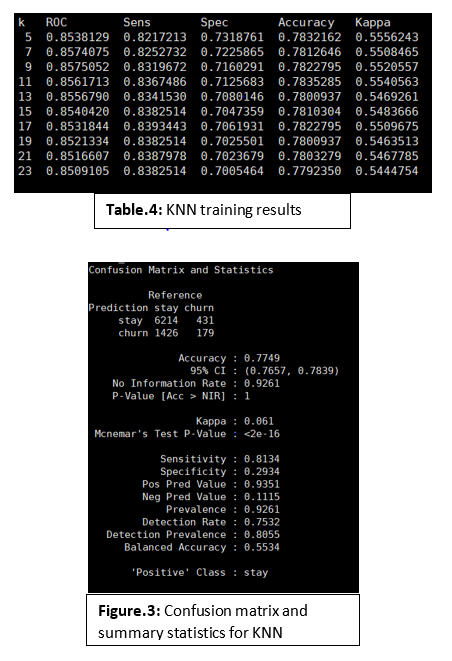 k ROC Sens Spec Accuracy Kappa
5 0.8538129 0.8217213 0.7318761 0.7832162 0.5556243
7 0.8574075 0.8252732 0.7225865 0.7812646 0.5508465
9 0.8575052 0.8319672 0.7160291 0.7822795 0.5520557
11 0.8561713 0.8367486 0.7125683 0.7835285 0.5540563
13 0.8556790 0.8341530 0.7080146 0.7800937 0.5469261
15 0.8540420 0.8382514 0.7047359 0.7810304 0.5483666
17 0.8531844 0.8393443 0.7061931 0.7822795 0.5509675
19 0.8521334 0.8382514 0.7025501 0.7800937 0.5463513
21 0.8516607 0.8387978 0.7023679 0.7803279 0.5467785
23 0.8509105 0.8382514 0.7005464 0.7792350 0.5444754
Table.4: KNN training results
Confusion Matrix and Statistics
Reference
Prediction stay churn
stay 6214 431
churn 1426 179
Accuracy : 0.7749
95% CI : (0.7657, 0.7839)
No Information Rate : 0.9261
P-Value [Acc > NIR] : 1
Kappa : 0.061
Mcnemar's Test P-Value : <2e-16
Sensitivity : 0.8134
Specificity : 0.2934
Pos Pred Value : 0.9351
Neg Pred Value : 0.1115
Prevalence : 0.9261
Detection Rate : 0.7532
Detection Prevalence : 0.8055
Balanced Accuracy : 0.5534
'Positive' Class : stay
Figure.3: Confusion matrix and
summary statistics for KNN